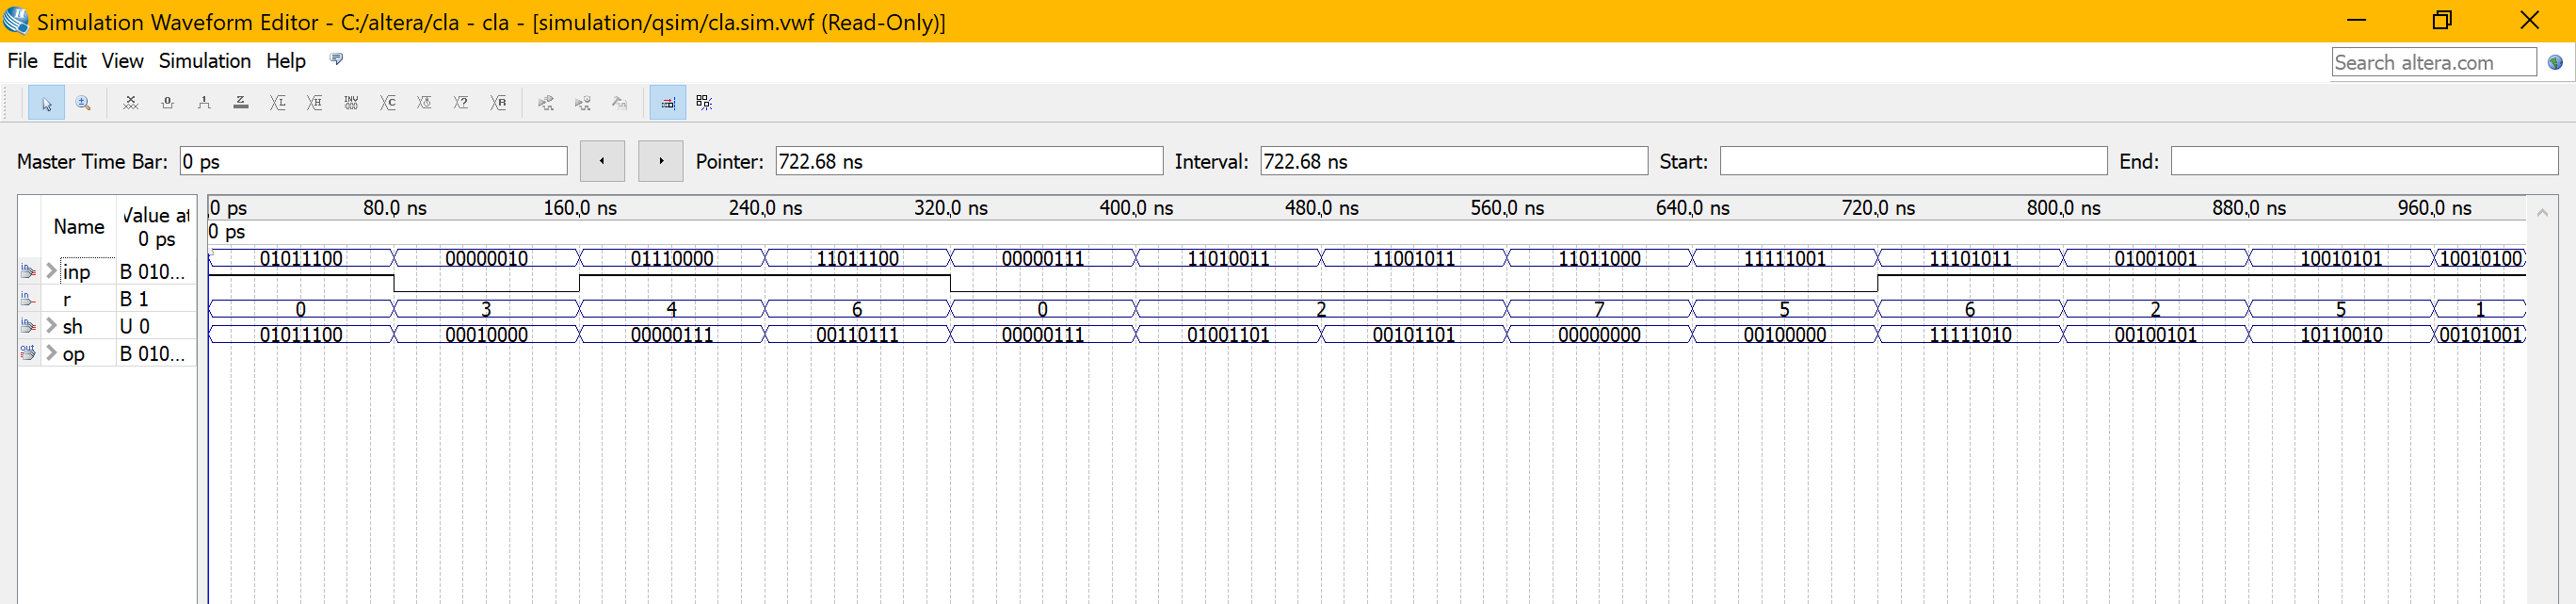 Simulation Waveform Editor - C:/altera/cla - cla - [simulation/qsim/cla.sim.vwf (Read-Only)]
File Edit View Simulation Help Search altera.com
Master Time Bar: 0 ps Pointer: 722.68 ns Interval: 722.68 ns Start: End:
Name Value at 0 ps
0 ps 80.0 ns 160.0 ns 240.0 ns 320.0 ns 400.0 ns 480.0 ns 560.0 ns 640.0 ns 720.0 ns 800.0 ns 880.0 ns 960.0 ns
0 ps
inp B 010... 01011100 00000010 01110000 11011100 00000111 11010011 11001011 11011000 11111001 11101011 01001001 10010101 10010100
r B 1
sh U 0 0 3 4 6 0 2 7 5 6 2 5 1
op B 010... 01011100 00010000 00000111 00110111 00000111 01001101 00101101 00000000 00100000 11111010 00100101 10110010 00101001